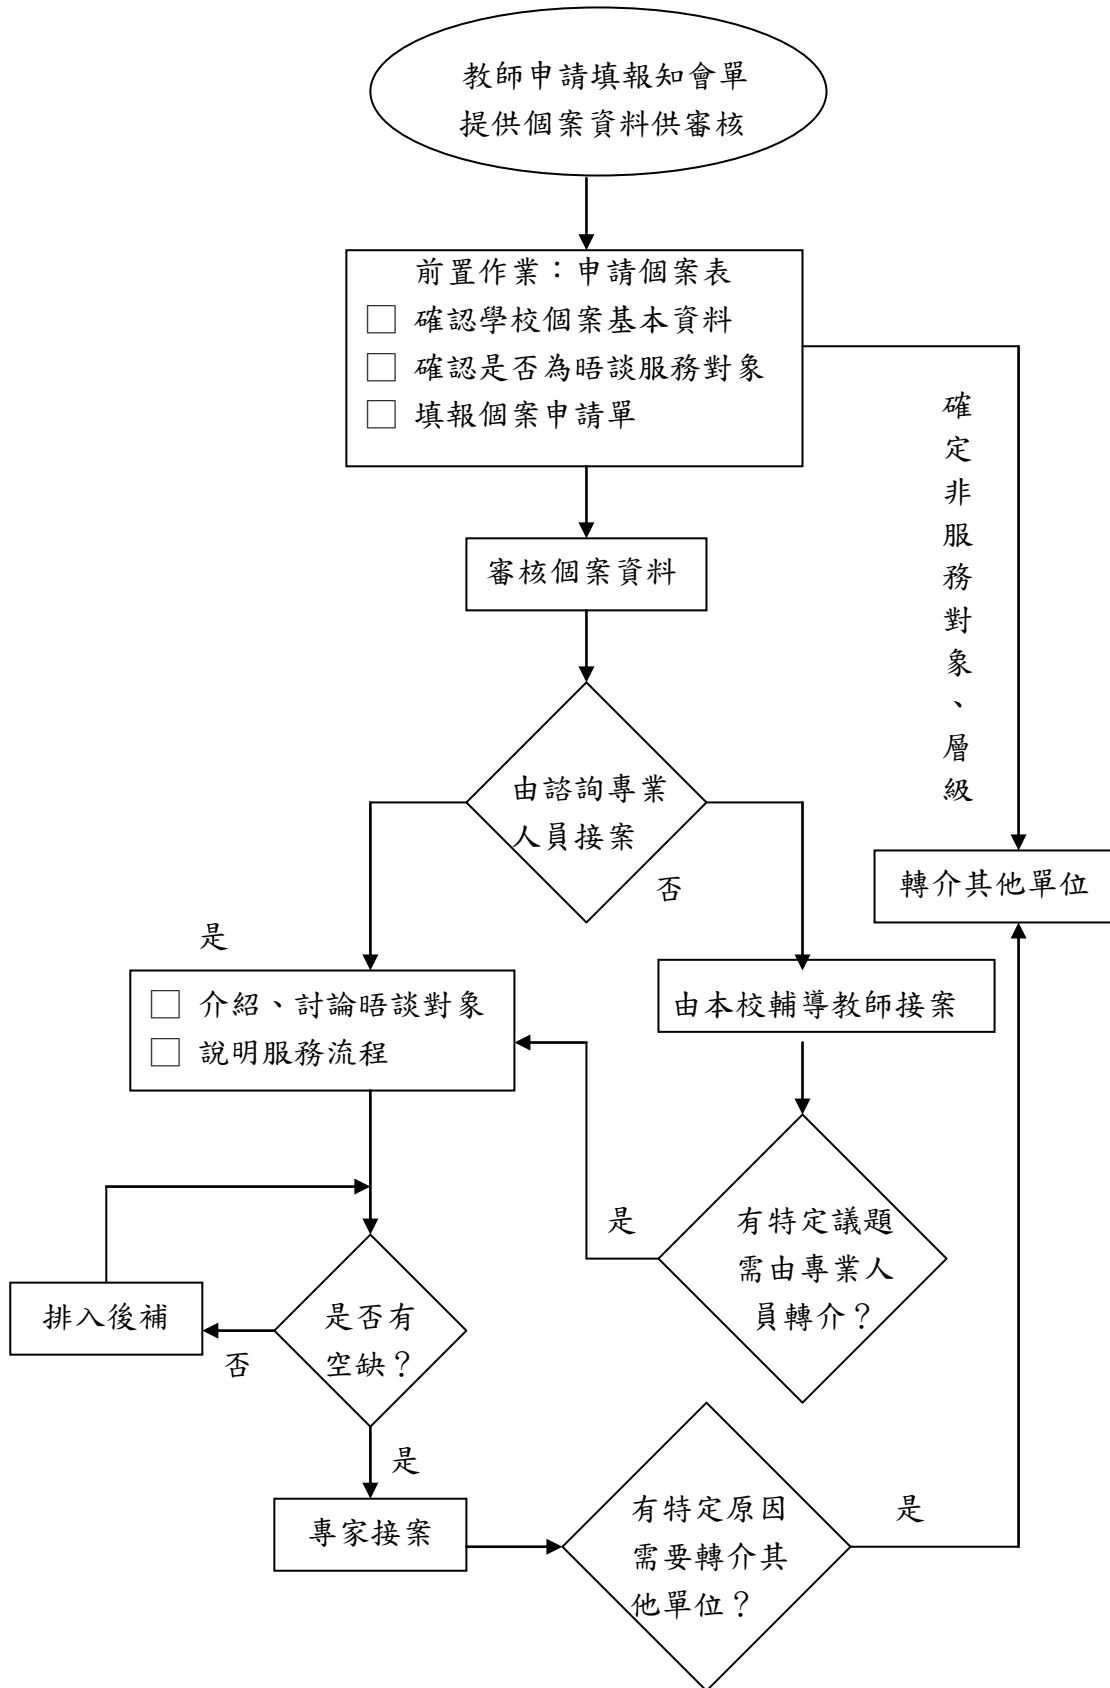 教師申請填報知會單
提供個案資料供審核
前置作業：申請個案表
□ 確認學校個案基本資料
□ 確認是否為晤談服務對象
□ 填報個案申請單
確定非服務對象、層級
審核個案資料
由諮詢專業
人員接案
否
是
轉介其他單位
□ 介紹、討論晤談對象
□ 說明服務流程
由本校輔導教師接案
有特定議題
需由專業人
員轉介？
是
排入後補
是否有
空缺？
否
是
專家接案
有特定原因
需要轉介其
他單位？
是